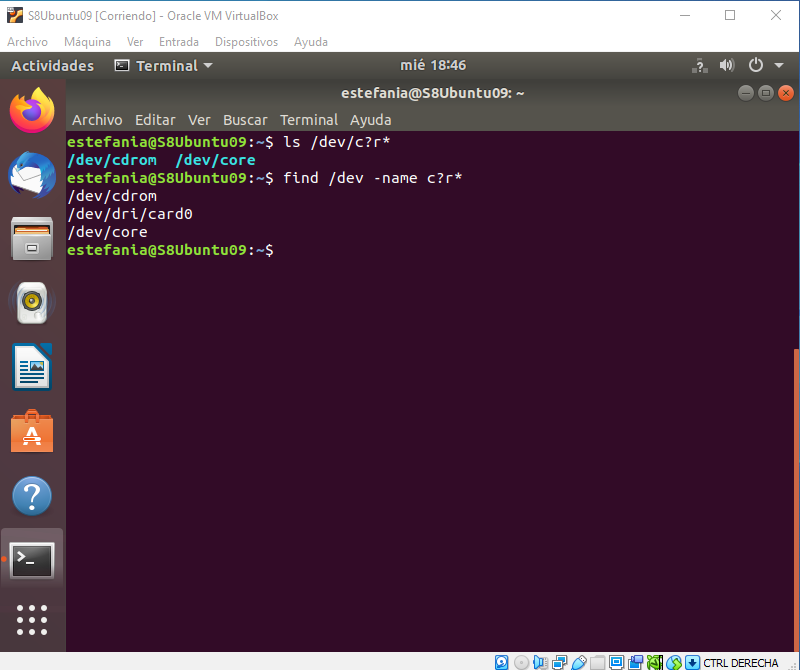 S8Ubuntu09 [Corriendo] - Oracle VM VirtualBox
Archivo Máquina Ver Entrada Dispositivos Ayuda
Actividades Terminal mié 18:46
estefania@S8Ubuntu09: ~
Archivo Editar Ver Buscar Terminal Ayuda
estefania@S8Ubuntu09:~$ ls /dev/c?r*
/dev/cdrom /dev/core
estefania@S8Ubuntu09:~$ find /dev -name c?r*
/dev/cdrom
/dev/dri/card0
/dev/core
estefania@S8Ubuntu09:~$
CTRL DERECHA